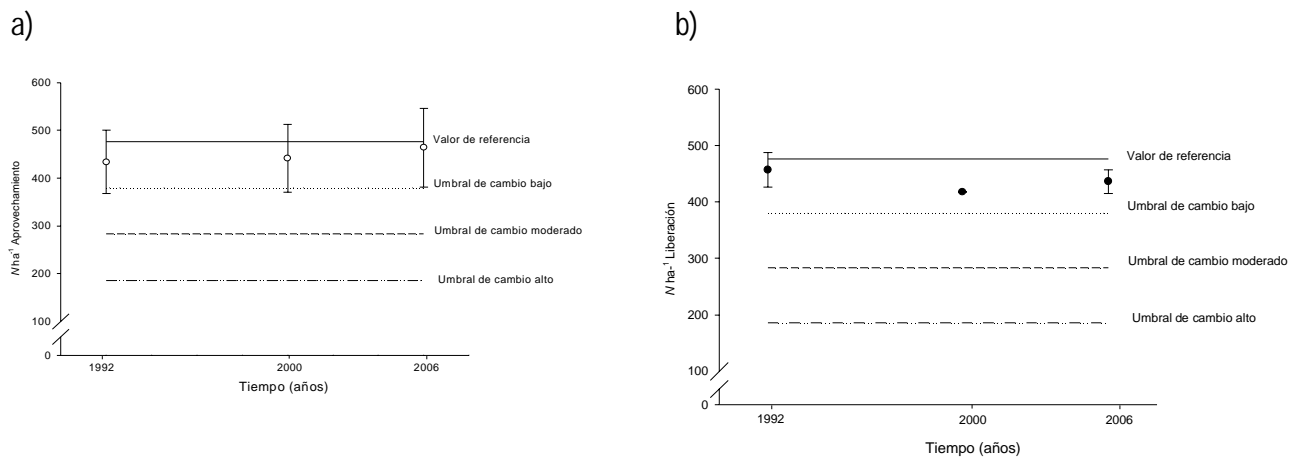 a)
600
500
400
300
200
100
0
N ha-1 Aprovechamiento
Valor de referencia
Umbral de cambio bajo
Umbral de cambio moderado
Umbral de cambio alto
1992 2000 2006
Tiempo (años)
b)
600
500
400
300
200
100
0
N ha-1 Liberación
Valor de referencia
Umbral de cambio bajo
Umbral de cambio moderado
Umbral de cambio alto
1992 2000 2006
Tiempo (años)